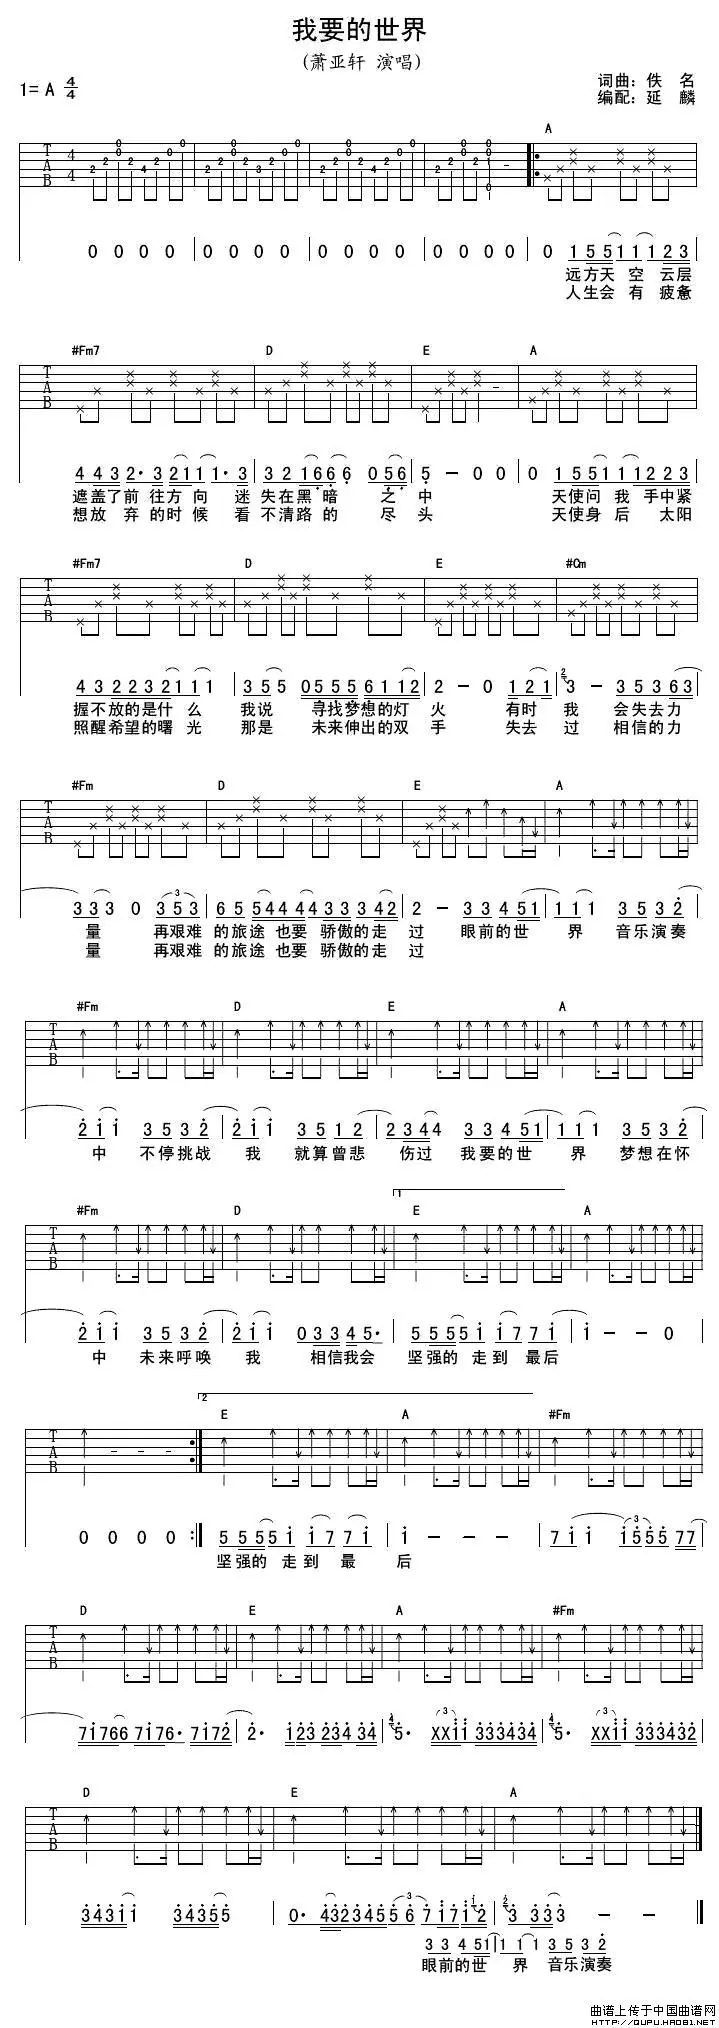 我要的世界
(萧亚轩 演唱)
1= A 4/4
词曲: 佚 名
编配: 延 麟
A
0 0 0 0 | 0 0 0 0 | 0 0 0 0 | 0 0 0 0 | 0 1 5 5 1 1 1 2 3
远方天 空 云层
人生会 有 疲惫
#Fm7 D E A
4 4 3 2· 3 2 1 1 1· 3 | 3 2 1 6 6 6 0 5 6 | 5 — 0 0 | 0 1 5 5 1 1 1 2 2 3
遮盖了前 往方 向 迷 失在黑暗 之 中 天使问 我 手中紧
想放 弃的时 候 看 不清路的 尽 头 天使身 后 太阳
#Fm7 D E #Cm
4 3 2 2 3 2 1 1 1 | 3 5 5 0 5 5 5 6 1 1 2 | 2 — 0 1 2 1 | 3 — 3 5 3 6 3
握不放的是什 么 我说 寻找梦想的灯 火 有时 我 会失去力
照醒希望的曙 光 那是 未来伸出的双 手 失去 过 相信的力
#Fm D E A
3 3 3 0 3 5 3 | 6 5 5 4 4 4 4 3 3 3 4 2 | 2 — 3 3 4 5 1 | 1 1 1 3 5 3 2
量 再艰难 的旅途 也要 骄傲的走 过 眼前的世 界 音乐演奏
量 再艰难 的旅途 也要 骄傲的走 过
#Fm D E A
2 1 1 3 5 3 2 | 2 1 1 3 5 1 2 | 2 3 4 4 3 3 4 5 1 | 1 1 1 3 5 3 2
中 不停挑战 我 就算曾悲 伤过 我要的世 界 梦想在怀
#Fm D 1 E A
2 1 1 3 5 3 2 | 2 1 1 0 3 3 4 5· | 5 5 5 5 1 1 7 7 1 | 1 — — 0
中 未来呼唤 我 相信我会 坚强的 走到 最后
2 E A #Fm
0 0 0 0 :| 5 5 5 5 1 1 7 7 1 | 1 — — — | 7 1 1 1 5 5 5 7 7
坚强的 走到 最 后
D E A #Fm
7 1 7 6 6 7 1 7 6· 7 1 7 2 | 2· 1 2 3 2 3 4 3 4 | 5· X X 1 1 3 3 3 4 3 2 | 5· X X 1 1 3 3 3 4 3 2
D E A
3 4 3 1 1 3 4 3 5 5 | 0· 4 3 2 3 4 5 5 6 7 1 7 1 2 | 3 3 3 3 — —
3 3 4 5 1 | 1 1 1 3 5 3 2
眼前的世 界 音乐演奏
曲谱上传于中国曲谱网
HTTP://QUPU.HAO81.NET